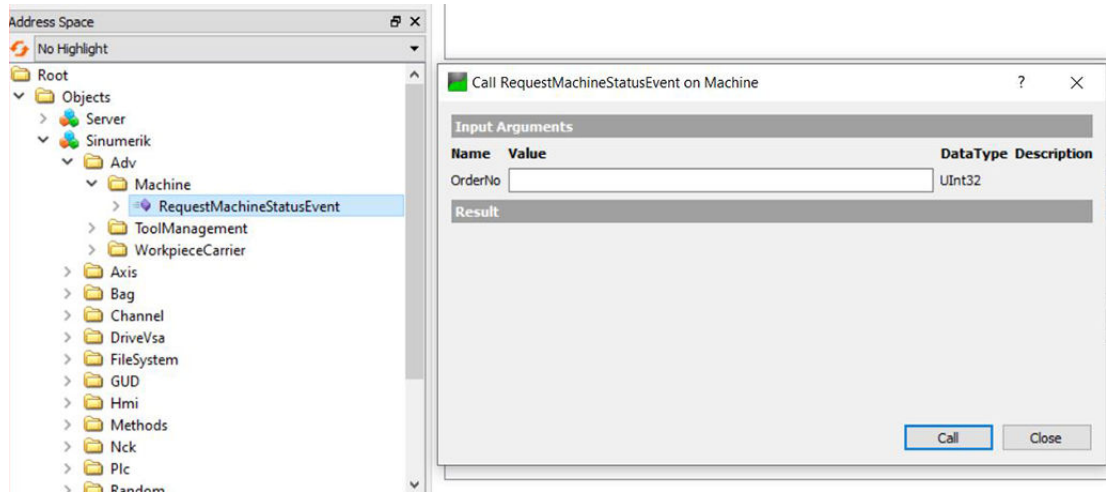 Address Space
No Highlight
Root
Objects
Server
Sinumerik
Adv
Machine
RequestMachineStatusEvent
ToolManagement
WorkpieceCarrier
Axis
Bag
Channel
DriveVsa
FileSystem
GUD
Hmi
Methods
Nck
Plc
Random
Call RequestMachineStatusEvent on Machine
Input Arguments
Name Value DataType Description
OrderNo UInt32
Result
Call Close